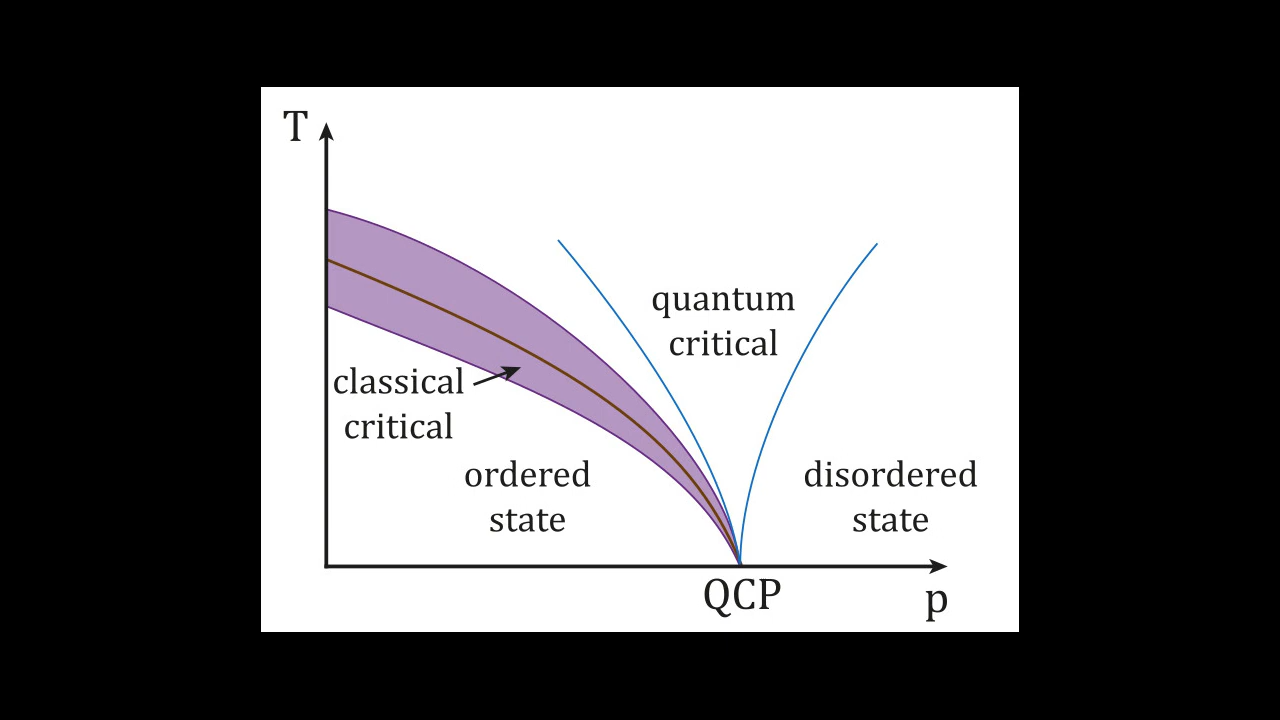 T
quantum
critical
classical
critical
ordered
state
disordered
state
QCP
p